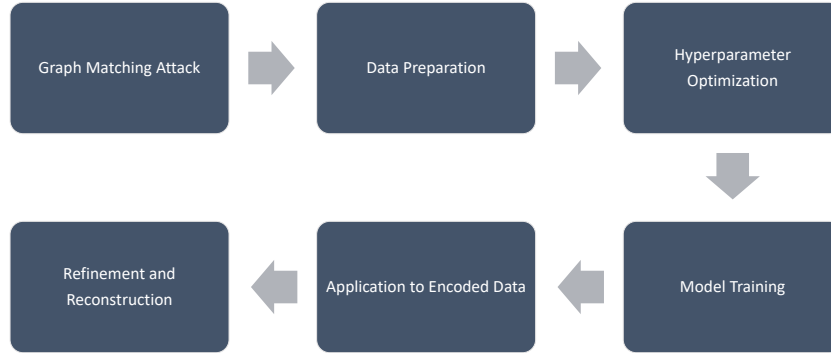 Graph Matching Attack
Data Preparation
Hyperparameter
Optimization
Model Training
Application to Encoded Data
Refinement and
Reconstruction